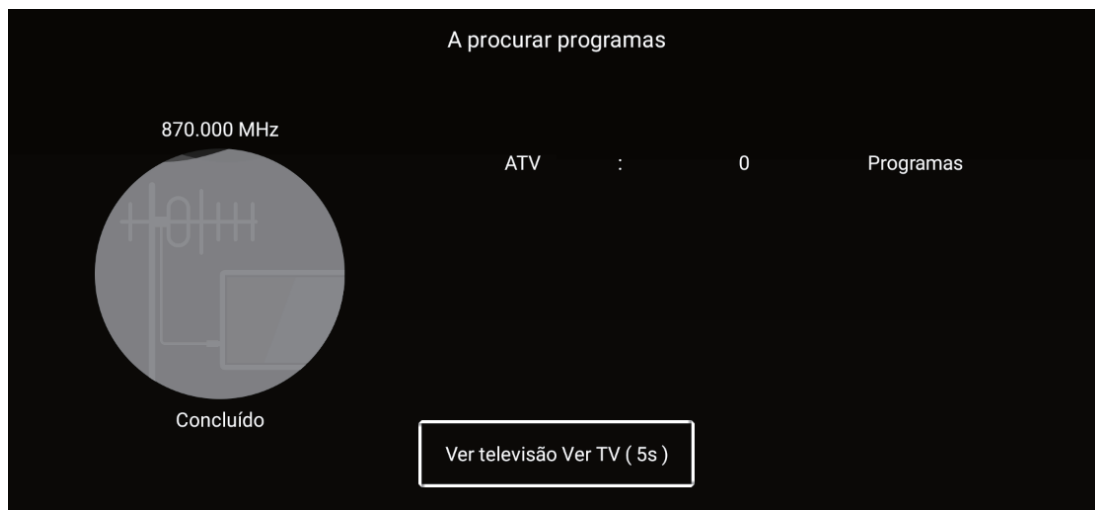 A procurar programas
870.000 MHz
ATV : 0 Programas
Concluído
Ver televisão Ver TV ( 5s )